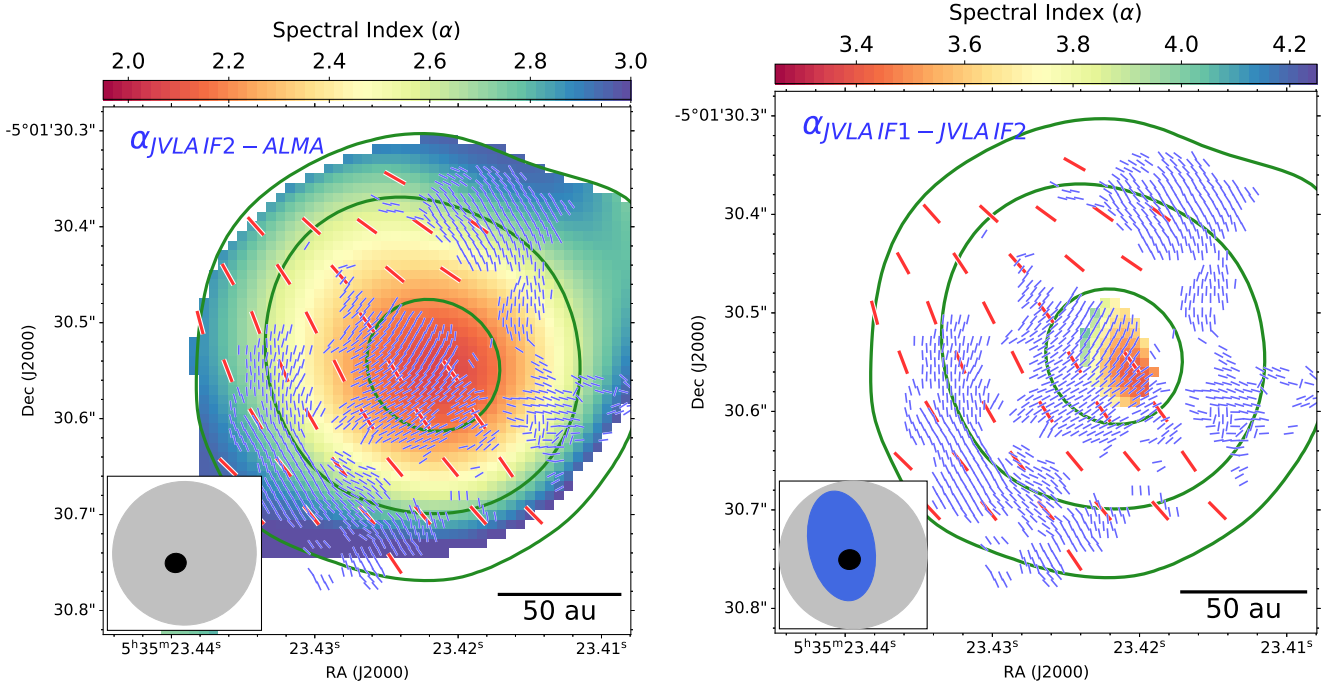 Spectral Index (α)
2.0 2.2 2.4 2.6 2.8 3.0
α JVLA IF2 − ALMA
-5°01'30.3"
30.4"
30.5"
30.6"
30.7"
30.8"
Dec (J2000)
50 au
5ʰ35ᵐ23.44ˢ 23.43ˢ 23.42ˢ 23.41ˢ
RA (J2000)
Spectral Index (α)
3.4 3.6 3.8 4.0 4.2
α JVLA IF1 − JVLA IF2
-5°01'30.3"
30.4"
30.5"
30.6"
30.7"
30.8"
Dec (J2000)
50 au
5ʰ35ᵐ23.44ˢ 23.43ˢ 23.42ˢ 23.41ˢ
RA (J2000)